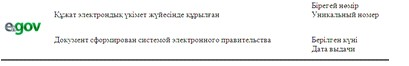 Бірегей нөмір
egov
Құжат электрондық үкімет жүйесінде құрылған
Уникальный номер
Документ сформирован системой электронного правительства
Берілген күні
Дата выдачи